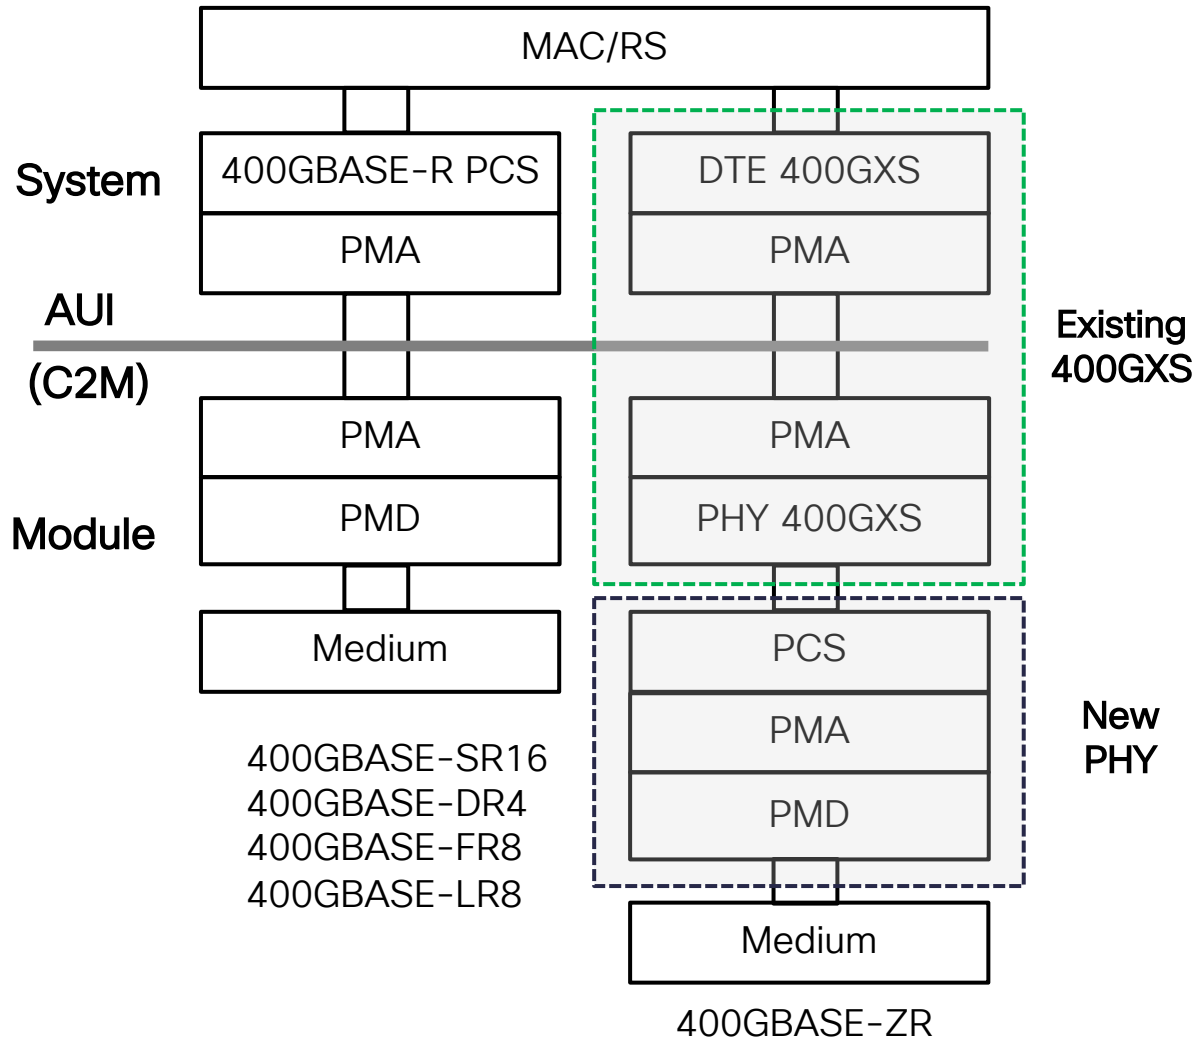 MAC/RS
System
400GBASE-R PCS
DTE 400GXS
PMA
PMA
AUI
(C2M)
Existing
400GXS
PMA
PMA
Module
PMD
PHY 400GXS
Medium
PCS
PMA
PMD
New
PHY
400GBASE-SR16
400GBASE-DR4
400GBASE-FR8
400GBASE-LR8
Medium
400GBASE-ZR